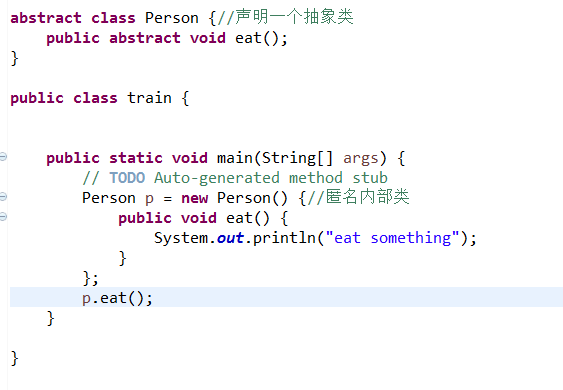 abstract class Person {//声明一个抽象类
    public abstract void eat();
}
public class train {
    public static void main(String[] args) {
        // TODO Auto-generated method stub
        Person p = new Person() {//匿名内部类
            public void eat() {
                System.out.println("eat something");
            }
        };
        p.eat();
    }
}